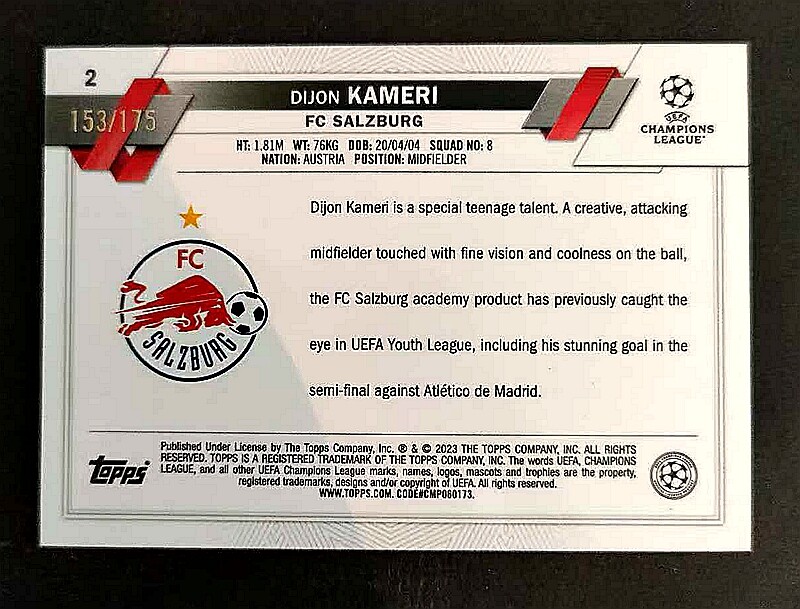 2
153/175
DIJON KAMERI
FC SALZBURG
HT: 1.81M WT: 76KG DOB: 20/04/04 SQUAD NO: 8
NATION: AUSTRIA POSITION: MIDFIELDER
UEFA
CHAMPIONS
LEAGUE
Dijon Kameri is a special teenage talent. A creative, attacking
midfielder touched with fine vision and coolness on the ball,
the FC Salzburg academy product has previously caught the
eye in UEFA Youth League, including his stunning goal in the
semi-final against Atlético de Madrid.
FC
SALZBURG
Topps
Published Under License by The Topps Company, Inc. ® & © 2023 THE TOPPS COMPANY, INC. ALL RIGHTS
RESERVED. TOPPS IS A REGISTERED TRADEMARK OF THE TOPPS COMPANY, INC. The words UEFA, CHAMPIONS
LEAGUE, and all other UEFA Champions League marks, names, logos, mascots and trophies are the property,
registered trademarks, designs and/or copyright of UEFA. All rights reserved.
WWW.TOPPS.COM. CODE#CMP080173.